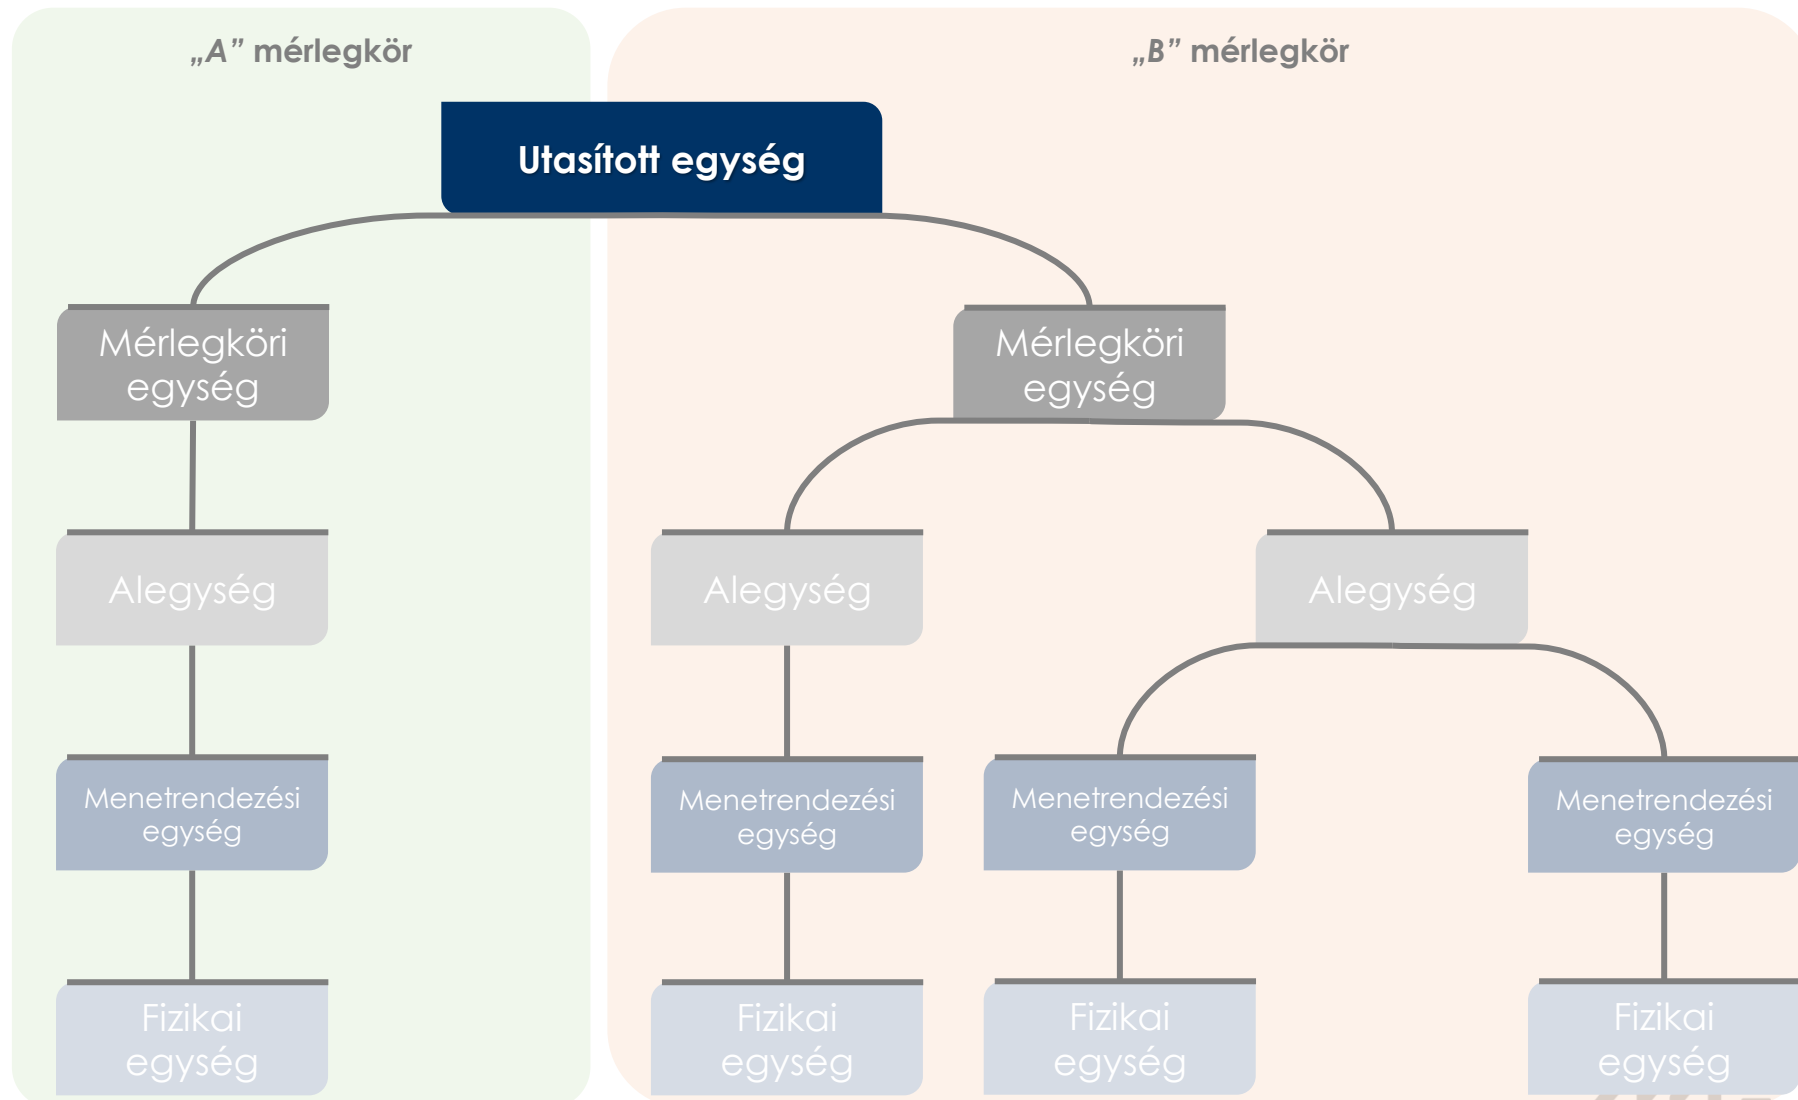 „A” mérlegkör
„B” mérlegkör
Utasított egység
Mérlegköri
egység
Mérlegköri
egység
Alegység
Alegység
Alegység
Menetrendezési
egység
Menetrendezési
egység
Menetrendezési
egység
Menetrendezési
egység
Fizikai
egység
Fizikai
egység
Fizikai
egység
Fizikai
egység